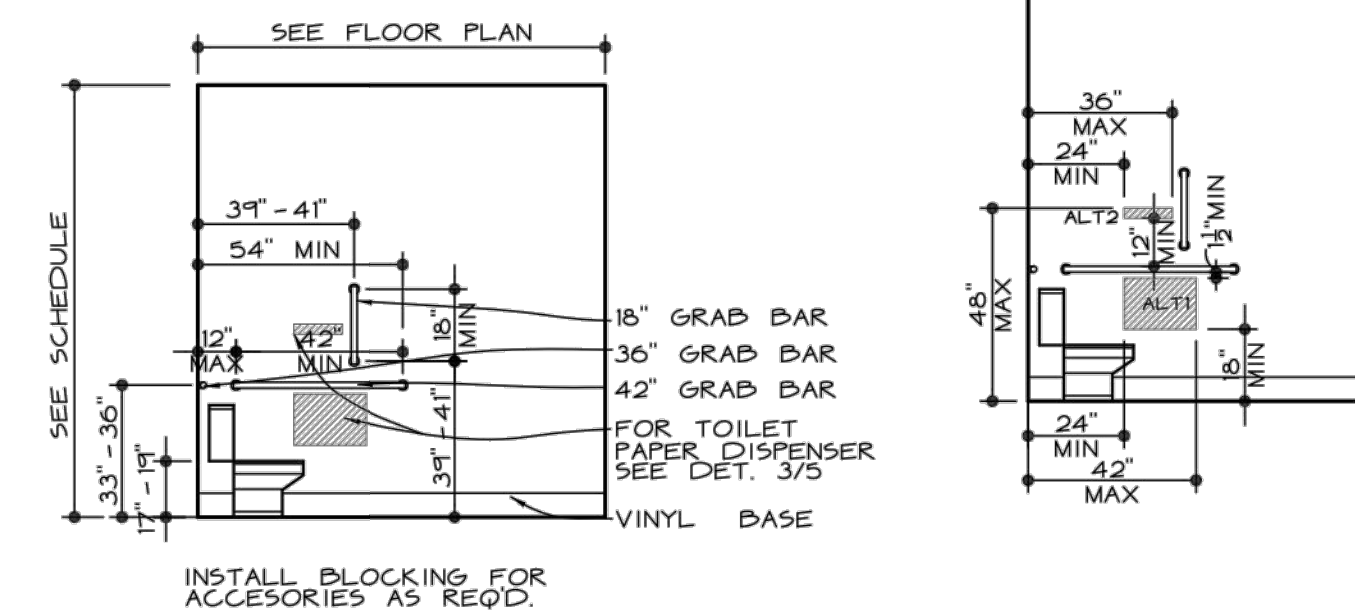 SEE FLOOR PLAN
SEE SCHEDULE
39" - 41"
54" MIN
12"
MAX
42"
MIN
18"
MIN
39" - 41"
33" - 36"
17" - 19"
18" GRAB BAR
36" GRAB BAR
42" GRAB BAR
FOR TOILET
PAPER DISPENSER
SEE DET. 3/5
VINYL BASE
INSTALL BLOCKING FOR
ACCESORIES AS REQ'D.
36"
MAX
24"
MIN
ALT2
12"
MIN
1 1/2" MIN
48"
MAX
ALT1
18"
MIN
24"
MIN
42"
MAX